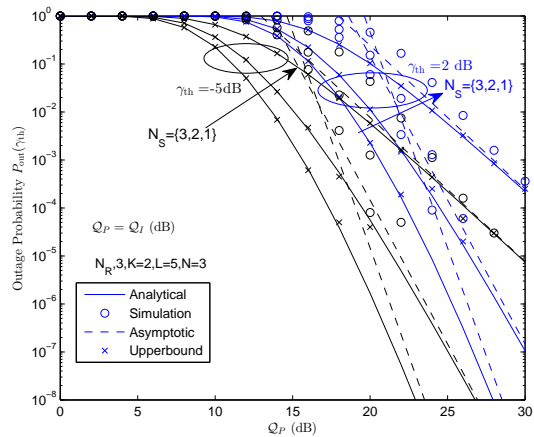 Outage Probability P_out(γ_th)
10^0
10^-1
10^-2
10^-3
10^-4
10^-5
10^-6
10^-7
10^-8
γ_th =-5dB
N_S={3,2,1}
γ_th =2 dB
N_S={3,2,1}
Q_P = Q_I (dB)
N_R,3,K=2,L=5,N=3
Analytical
Simulation
Asymptotic
Upperbound
0 5 10 15 20 25 30
Q_P (dB)